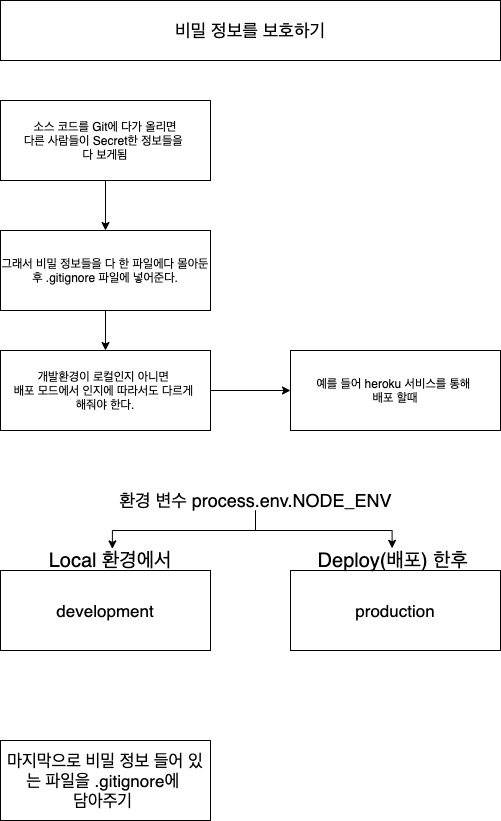 비밀 정보를 보호하기
소스 코드를 Git에 다가 올리면
다른 사람들이 Secret한 정보들을
다 보게됨
그래서 비밀 정보들을 다 한 파일에다 몰아둔
후 .gitignore 파일에 넣어준다.
개발환경이 로컬인지 아니면
배포 모드에서 인지에 따라서도 다르게
해줘야 한다.
예를 들어 heroku 서비스를 통해
배포 할때
환경 변수 process.env.NODE_ENV
Local 환경에서
Deploy(배포) 한후
development
production
마지막으로 비밀 정보 들어 있
는 파일을 .gitignore에
담아주기